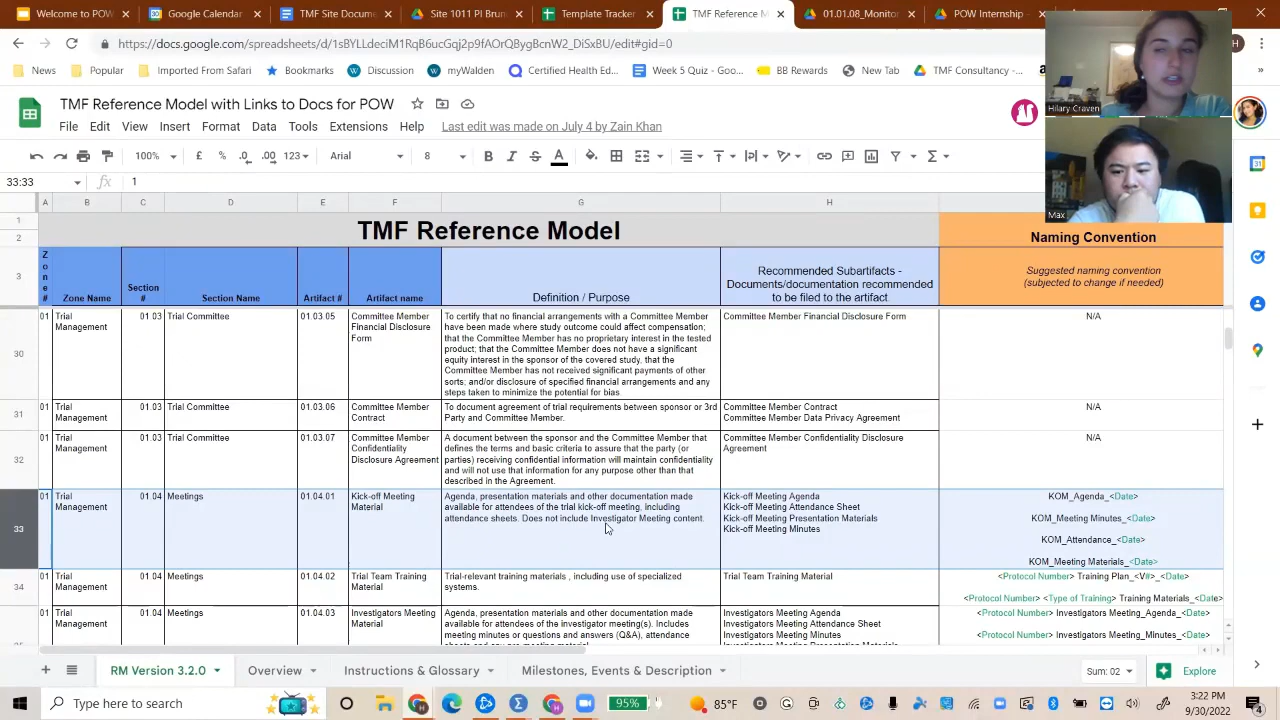 Welcome to POW
Google Calendar
TMF Site Documen
Site 1011 PI Brun
Template Tracker
TMF Reference M
01.01.08_Monitor
POW Internship
https://docs.google.com/spreadsheets/d/1sBYLLdeciM1RqB6ucGqj2p9fAOrQBygBcnW2_DiSxBU/edit#gid=0
News
Popular
Imported From Safari
Bookmarks
Discussion
myWalden
Certified Health Ed...
Week 5 Quiz - Goo...
BB Rewards
New Tab
TMF Consultancy -...
Hilary Craven
TMF Reference Model with Links to Docs for POW
File Edit View Insert Format Data Tools Extensions Help Last edit was made on July 4 by Zain Khan
100% £ % .0 .00 123 Arial 8 B I S A
Max
33:33 fx 1
A B C D E F G H
1
2
3
TMF Reference Model
Naming Convention
Zone #
Zone Name
Section #
Section Name
Artifact #
Artifact name
Definition / Purpose
Recommended Subartifacts -
Documents/documentation recommended
to be filed to the artifact
Suggested naming convention
(subjected to change if needed)
30
01
Trial
Management
01.03
Trial Committee
01.03.05
Committee Member
Financial Disclosure
Form
To certify that no financial arrangements with a Committee Member
have been made where study outcome could affect compensation;
that the Committee Member has no proprietary interest in the tested
product; that the Committee Member does not have a significant
equity interest in the sponsor of the covered study, that the
Committee Member has not received significant payments of other
sorts; and/or disclosure of specified financial arrangements and any
steps taken to minimize the potential for bias.
Committee Member Financial Disclosure Form
N/A
31
01
Trial
Management
01.03
Trial Committee
01.03.06
Committee Member
Contract
To document agreement of trial requirements between sponsor or 3rd
Party and Committee Member.
Committee Member Contract
Committee Member Data Privacy Agreement
N/A
32
01
Trial
Management
01.03
Trial Committee
01.03.07
Committee Member
Confidentiality
Disclosure Agreement
A document between the sponsor and the Committee Member that
defines the terms and basic criteria to assure that the party (or
parties) receiving confidential information will maintain confidentiality
and will not use that information for any purpose other than that
described in the Agreement.
Committee Member Confidentiality Disclosure
Agreement
N/A
33
01
Trial
Management
01.04
Meetings
01.04.01
Kick-off Meeting
Material
Agenda, presentation materials and other documentation made
available for attendees of the trial kick-off meeting, including
attendance sheets. Does not include Investigator Meeting content.
Kick-off Meeting Agenda
Kick-off Meeting Attendance Sheet
Kick-off Meeting Presentation Materials
Kick-off Meeting Minutes
KOM_Agenda_<Date>
KOM_Meeting Minutes_<Date>
KOM_Attendance_<Date>
KOM_Meeting Materials_<Date>
34
01
Trial
Management
01.04
Meetings
01.04.02
Trial Team Training
Material
Trial-relevant training materials , including use of specialized
systems.
Trial Team Training Material
<Protocol Number> Training Plan_<V#>_<Date>
<Protocol Number> <Type of Training> Training Materials_<Date>
01
Trial
Management
01.04
Meetings
01.04.03
Investigators Meeting
Material
Agenda, presentation materials and other documentation made
available for attendees of the investigator meeting(s). Includes
meeting minutes or questions and answers (Q&A), attendance
Investigators Meeting Agenda
Investigators Meeting Attendance Sheet
Investigators Meeting Minutes
<Protocol Number> Investigators Meeting_Agenda_<Date>
<Protocol Number> Investigators Meeting_Minutes_<Date>
RM Version 3.2.0
Overview
Instructions & Glossary
Milestones, Events & Description
Sum: 02
Explore
Type here to search
95%
85°F
3:22 PM
9/30/2022
4